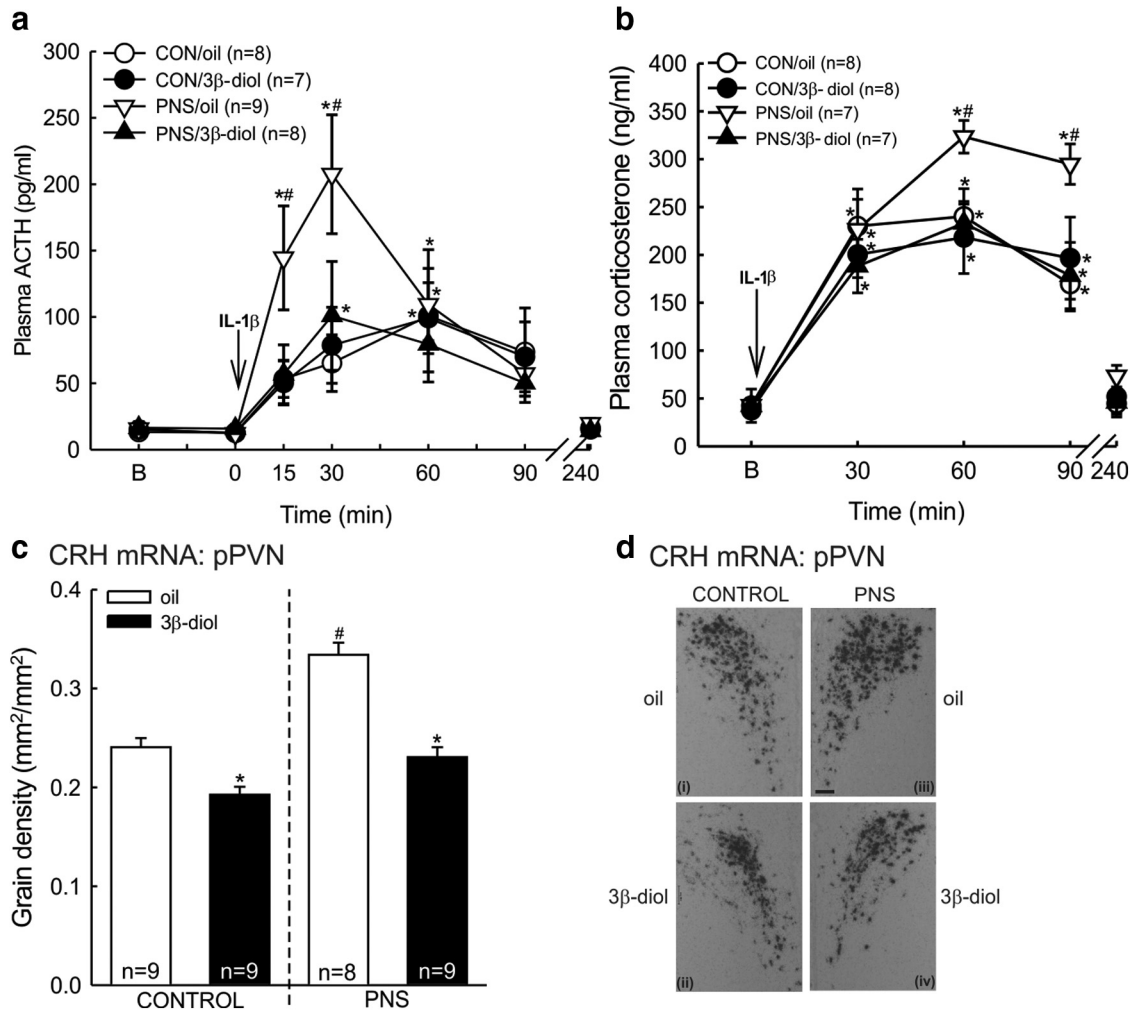 a
300
250
200
150
100
50
0
Plasma ACTH (pg/ml)
CON/oil (n=8)
CON/3β-diol (n=7)
PNS/oil (n=9)
PNS/3β-diol (n=8)
*#
*#
*
*
*
*
IL-1β
B 0 15 30 60 90 240
Time (min)
b
400
350
300
250
200
150
100
50
0
Plasma corticosterone (ng/ml)
CON/oil (n=8)
CON/3β- diol (n=8)
PNS/oil (n=7)
PNS/3β- diol (n=7)
*#
*#
*
*
*
*
*
*
*
*
*
*
IL-1β
B 30 60 90 240
Time (min)
c CRH mRNA: pPVN
0.4
0.3
0.2
0.1
0.0
Grain density (mm²/mm²)
oil
3β-diol
*
#
*
n=9 n=9 n=8 n=9
CONTROL PNS
d CRH mRNA: pPVN
CONTROL PNS
oil oil
(i) (iii)
3β-diol 3β-diol
(ii) (iv)